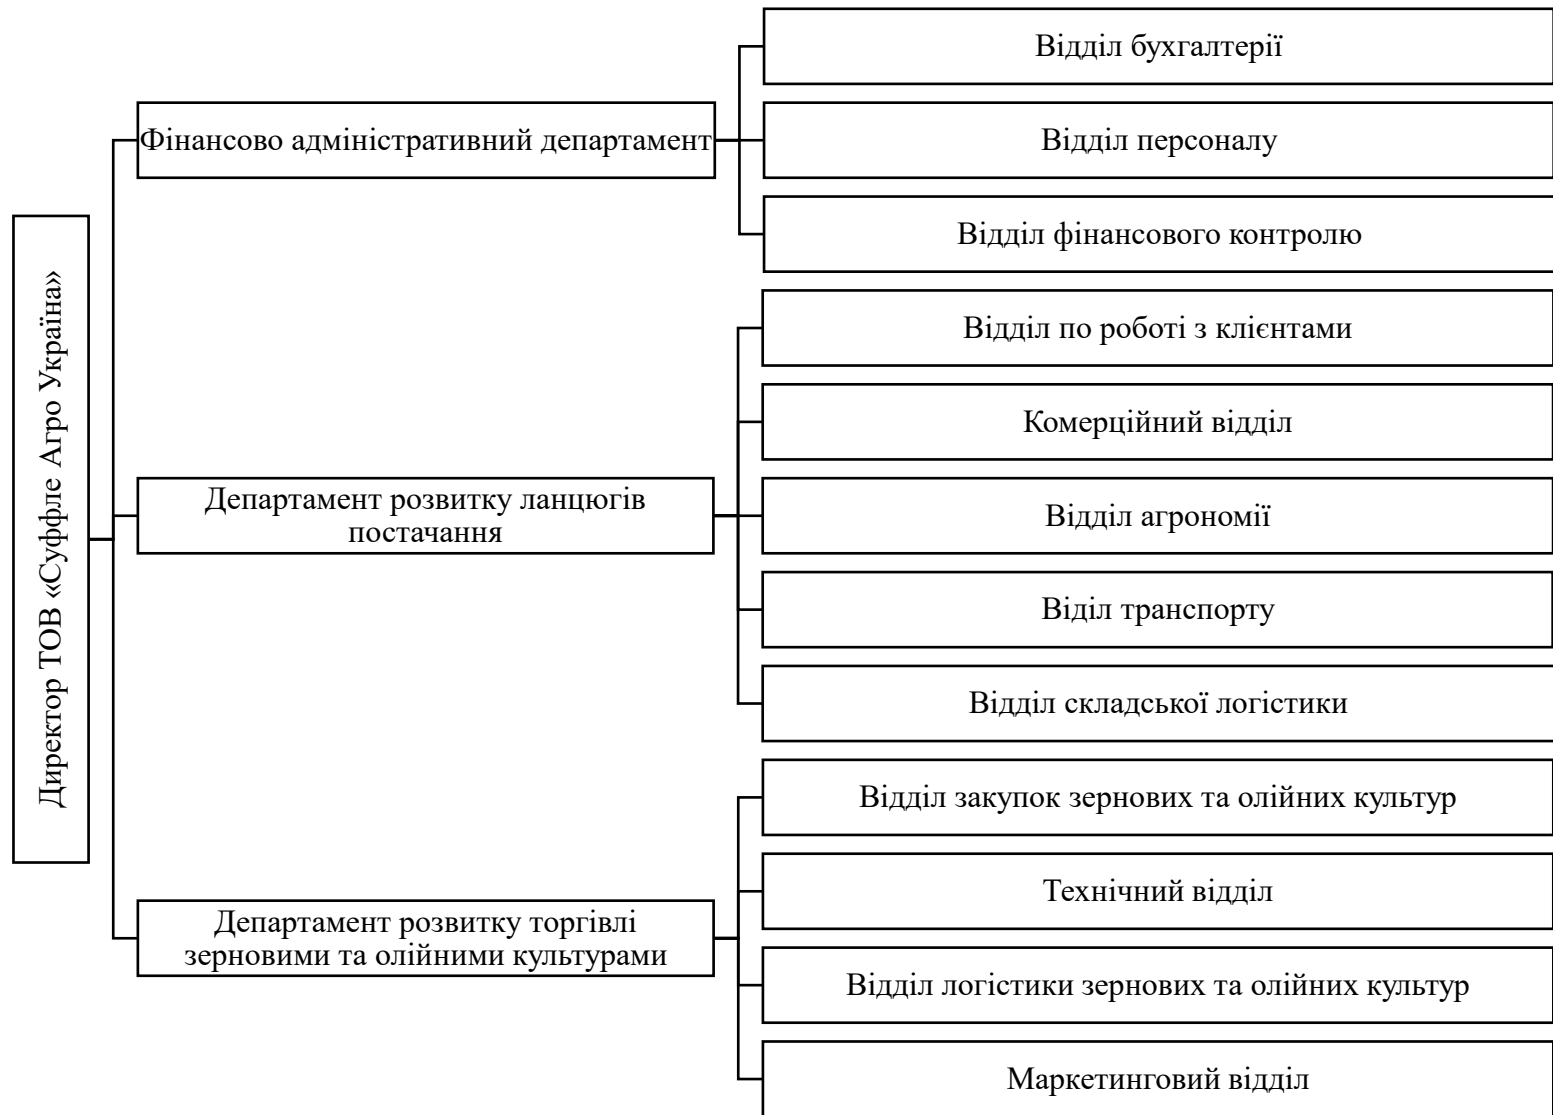 Директор ТОВ «Суффле Агро Україна»
Фінансово адміністративний департамент
Відділ бухгалтерії
Відділ персоналу
Відділ фінансового контролю
Департамент розвитку ланцюгів
постачання
Відділ по роботі з клієнтами
Комерційний відділ
Відділ агрономії
Віділ транспорту
Відділ складської логістики
Департамент розвитку торгівлі
зерновими та олійними культурами
Відділ закупок зернових та олійних культур
Технічний відділ
Відділ логістики зернових та олійних культур
Маркетинговий відділ